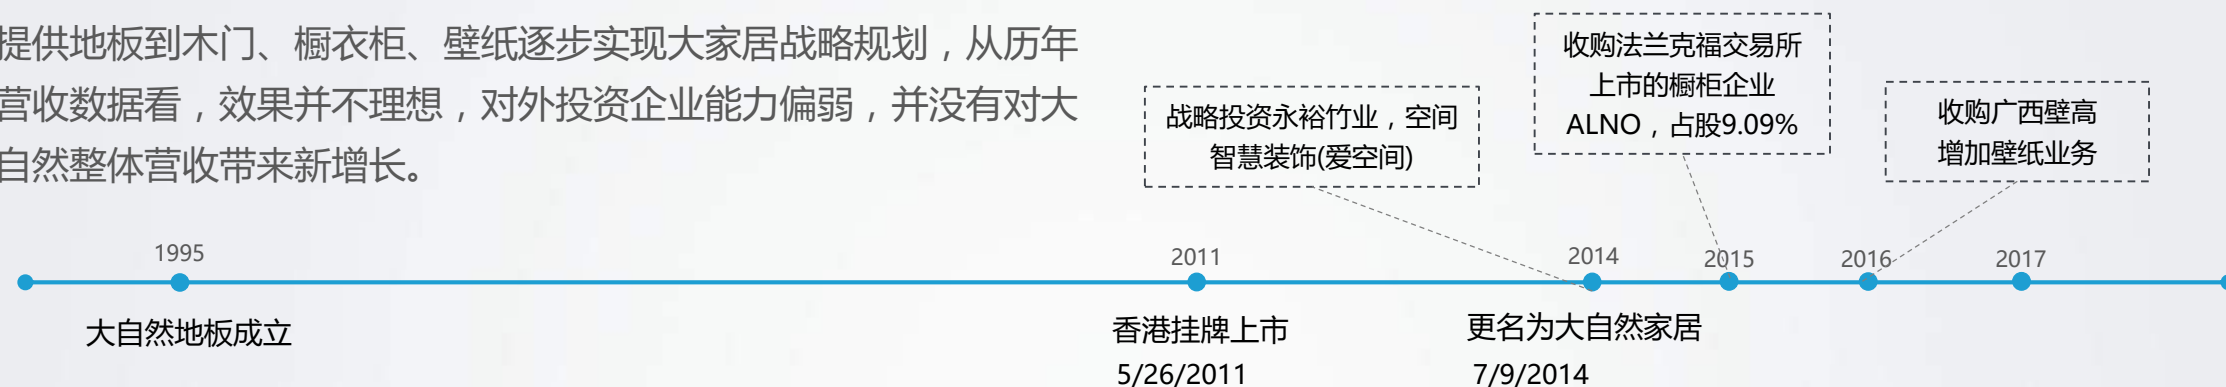 提供地板到木门、橱衣柜、壁纸逐步实现大家居战略规划，从历年
营收数据看，效果并不理想，对外投资企业能力偏弱，并没有对大
自然整体营收带来新增长。
战略投资永裕竹业，空间
智慧装饰(爱空间)
收购法兰克福交易所
上市的橱柜企业
ALNO，占股9.09%
收购广西壁高
增加壁纸业务
1995
2011
2014
2015
2016
2017
大自然地板成立
香港挂牌上市
5/26/2011
更名为大自然家居
7/9/2014